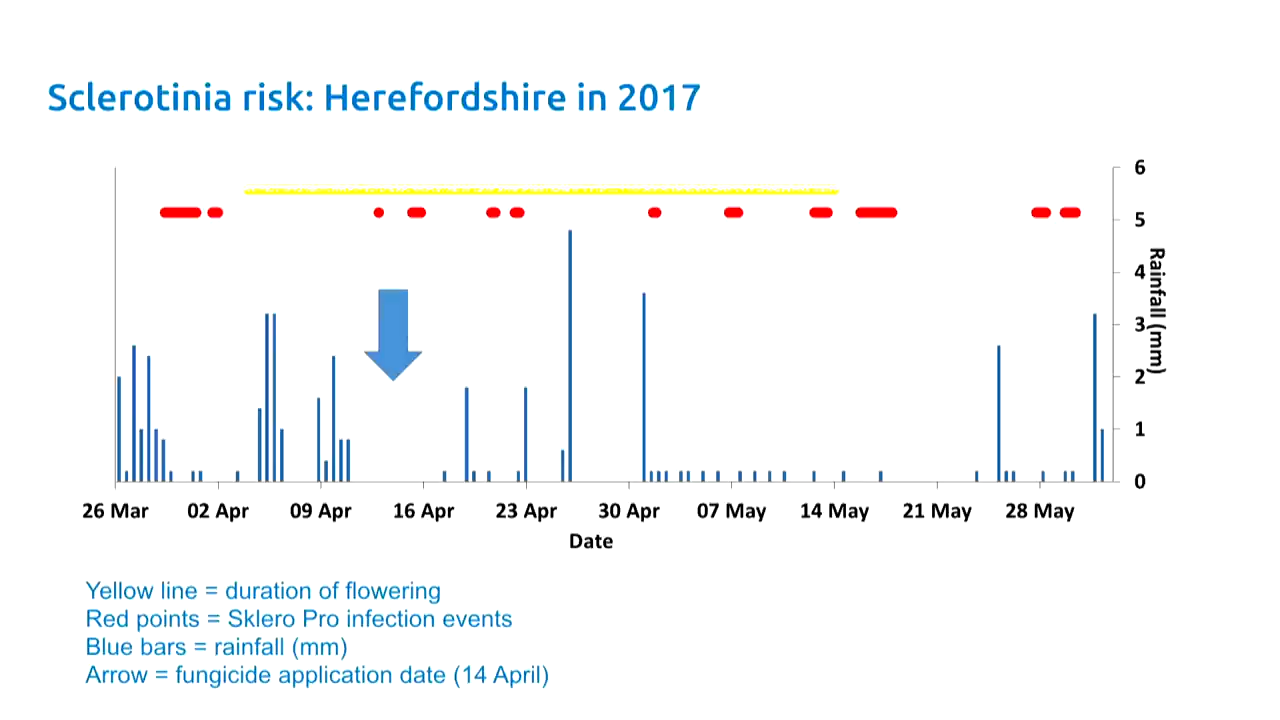 Sclerotinia risk: Herefordshire in 2017
6
5
4
3
2
1
0
Rainfall (mm)
26 Mar 02 Apr 09 Apr 16 Apr 23 Apr 30 Apr 07 May 14 May 21 May 28 May
Date
Yellow line = duration of flowering
Red points = Sklero Pro infection events
Blue bars = rainfall (mm)
Arrow = fungicide application date (14 April)